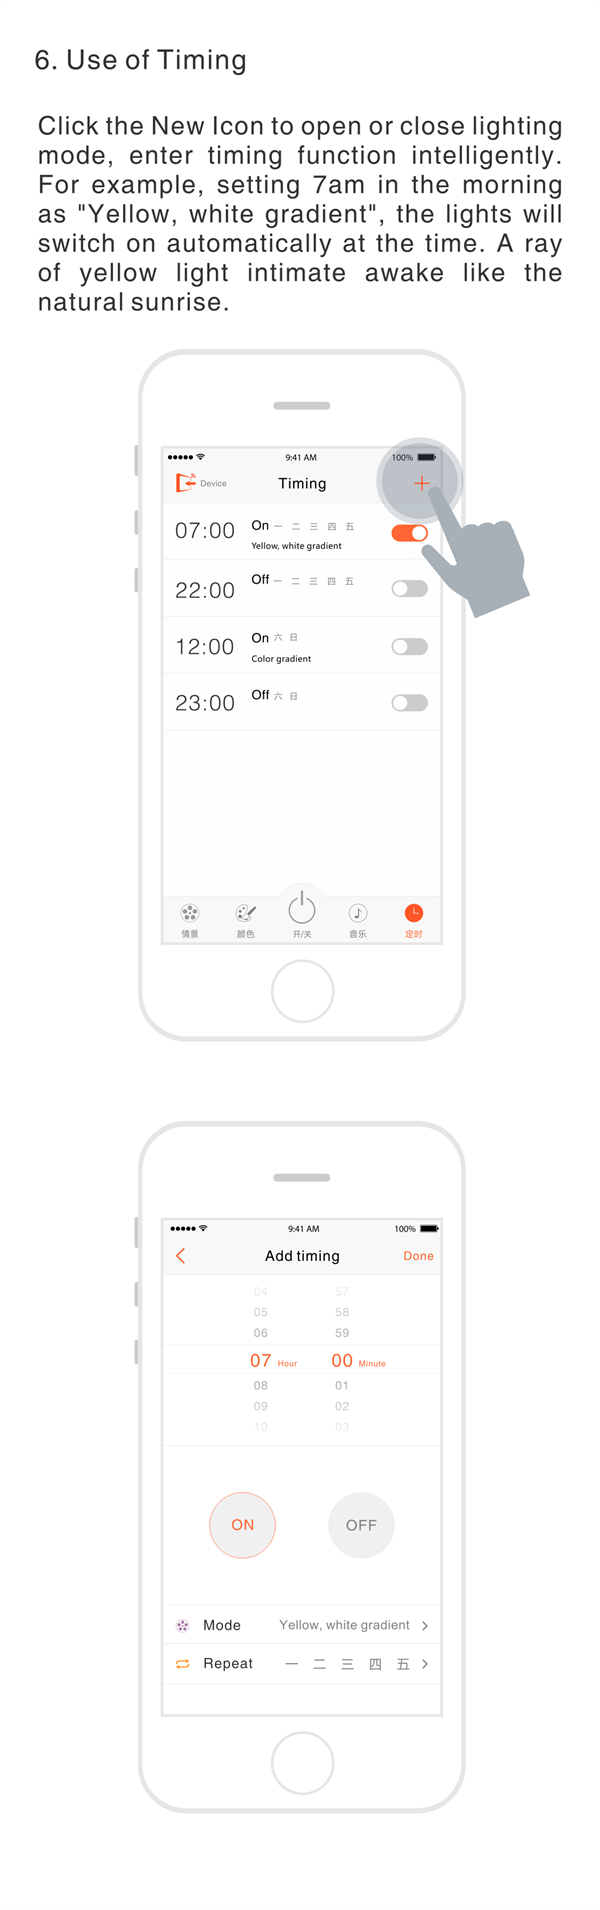 6. Use of Timing
Click the New Icon to open or close lighting
mode, enter timing function intelligently.
For example, setting 7am in the morning
as "Yellow, white gradient", the lights will
switch on automatically at the time. A ray
of yellow light intimate awake like the
natural sunrise.
9:41 AM 100%
Device Timing +
07:00 On 一 二 三 四 五
Yellow, white gradient
22:00 Off 一 二 三 四 五
12:00 On 六 日
Color gradient
23:00 Off 六 日
情景 颜色 开/关 音乐 定时
9:41 AM 100%
Add timing Done
04 57
05 58
06 59
07 Hour 00 Minute
08 01
09 02
10 03
ON OFF
Mode Yellow, white gradient
Repeat 一 二 三 四 五